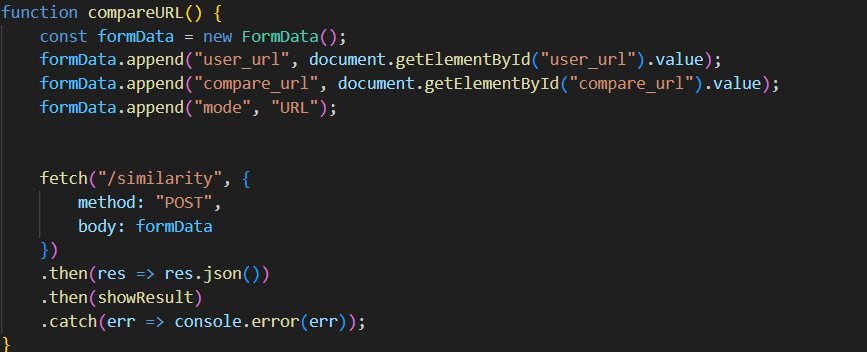 function compareURL() {
    const formData = new FormData();
    formData.append("user_url", document.getElementById("user_url").value);
    formData.append("compare_url", document.getElementById("compare_url").value);
    formData.append("mode", "URL");
    fetch("/similarity", {
        method: "POST",
        body: formData
    })
    .then(res => res.json())
    .then(showResult)
    .catch(err => console.error(err));
}